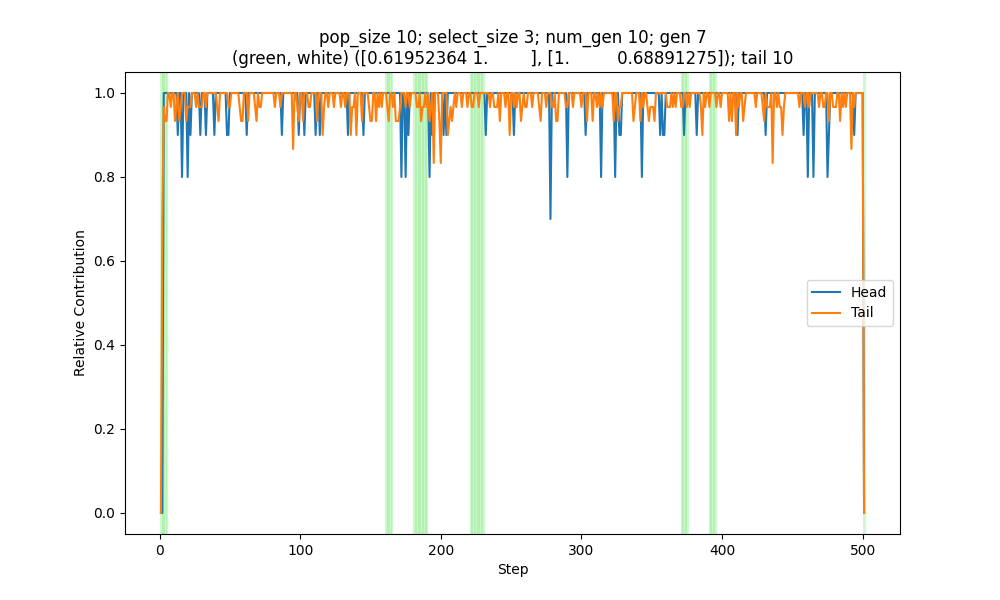 pop_size 10; select_size 3; num_gen 10; gen 7
(green, white) ([0.61952364 1.        ], [1.         0.68891275]); tail 10
Relative Contribution
1.0
0.8
0.6
0.4
0.2
0.0
Head
Tail
0 100 200 300 400 500
Step